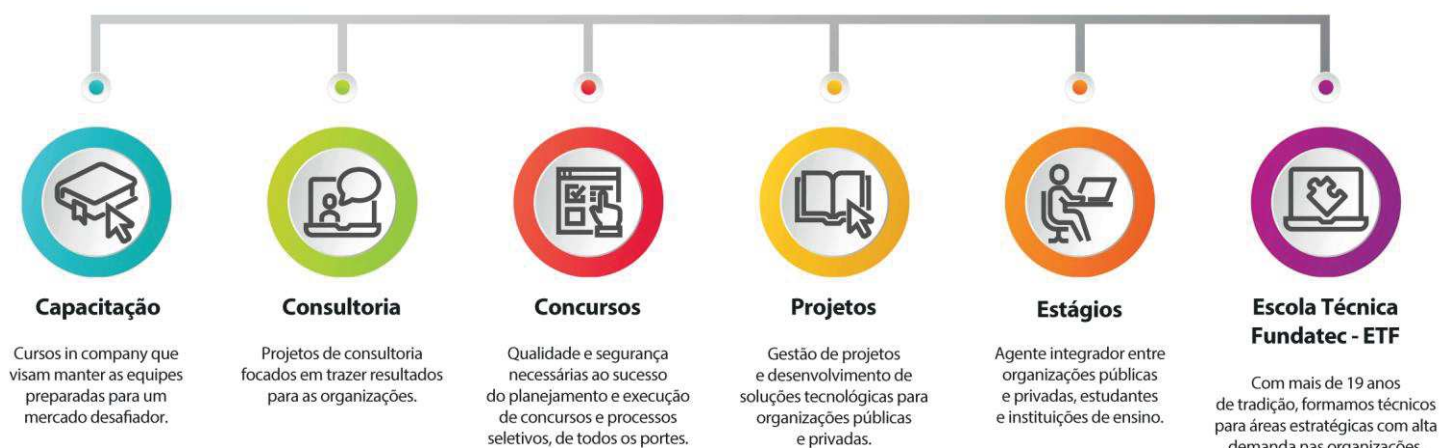 Capacitação
Cursos in company que
visam manter as equipes
preparadas para um
mercado desafiador.
Consultoria
Projetos de consultoria
focados em trazer resultados
para as organizações.
Concursos
Qualidade e segurança
necessárias ao sucesso
do planejamento e execução
de concursos e processos
seletivos, de todos os portes.
Projetos
Gestão de projetos
e desenvolvimento de
soluções tecnológicas para
organizações públicas
e privadas.
Estágios
Agente integrador entre
organizações públicas
e privadas, estudantes
e instituições de ensino.
Escola Técnica
Fundatec - ETF
Com mais de 19 anos
de tradição, formamos técnicos
para áreas estratégicas com alta
demanda nas organizações